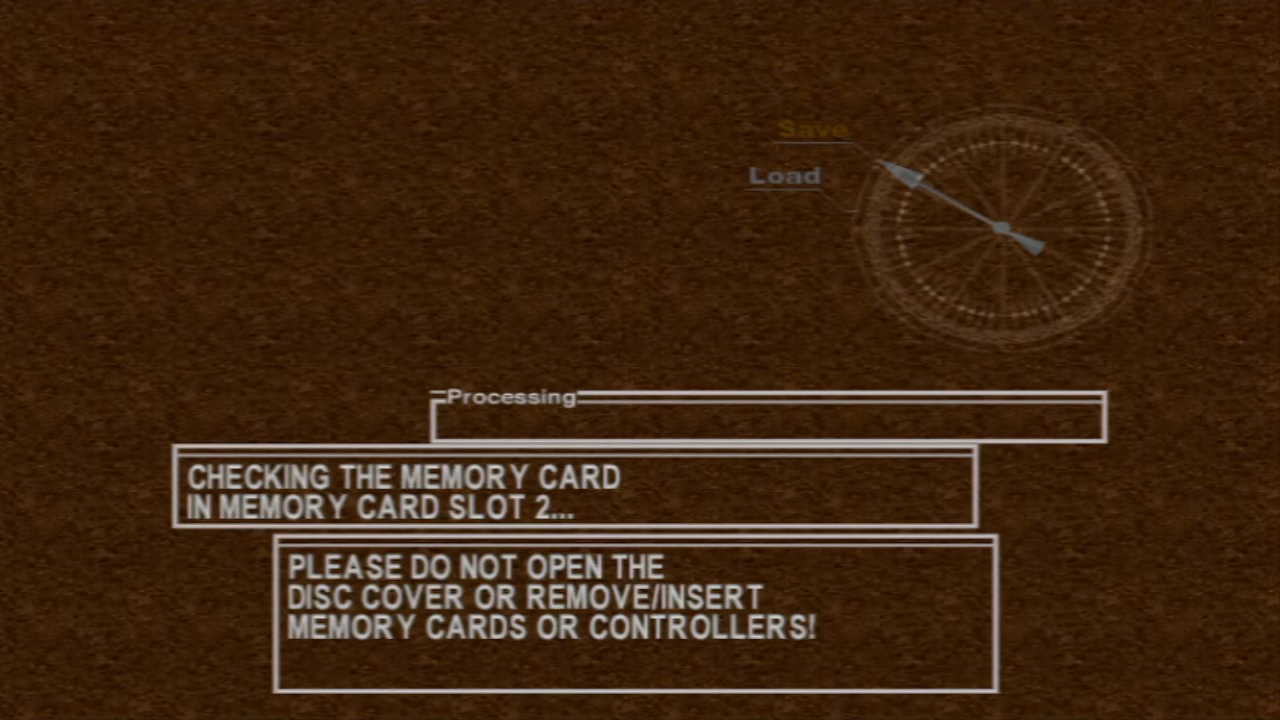 Save
Load
Processing
CHECKING THE MEMORY CARD
IN MEMORY CARD SLOT 2...
PLEASE DO NOT OPEN THE
DISC COVER OR REMOVE/INSERT
MEMORY CARDS OR CONTROLLERS!